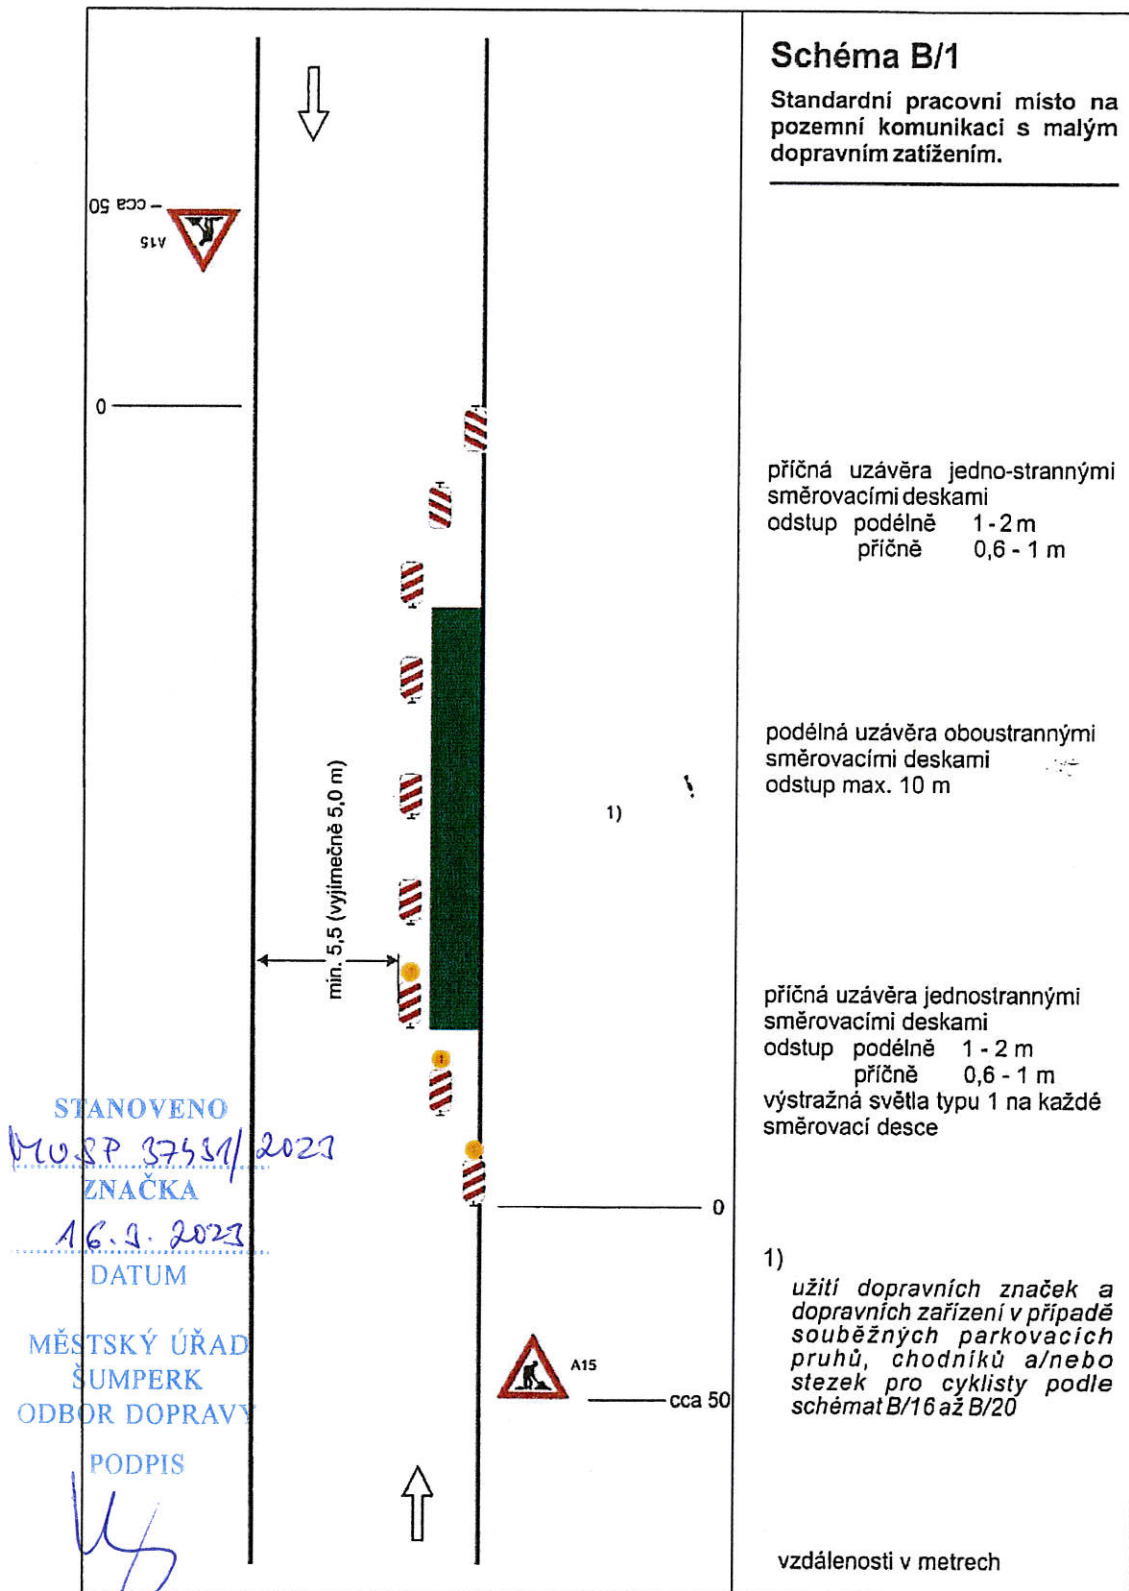 Schéma B/1
Standardní pracovní místo na
pozemní komunikaci s malým
dopravním zatížením.
cca 50
A15
0
příčná uzávěra jedno-strannými
směrovacími deskami
odstup podélně 1 - 2 m
příčně 0,6 - 1 m
podélná uzávěra oboustrannými
směrovacími deskami
odstup max. 10 m
1)
min. 5,5 (vyjímečně 5,0 m)
příčná uzávěra jednostrannými
směrovacími deskami
odstup podélně 1 - 2 m
příčně 0,6 - 1 m
výstražná světla typu 1 na každé
směrovací desce
0
A15
cca 50
1)
užití dopravních značek a
dopravních zařízení v případě
souběžných parkovacích
pruhů, chodníků a/nebo
stezek pro cyklisty podle
schémat B/16 až B/20
vzdálenosti v metrech
STANOVENO
2023
ZNAČKA
2023
DATUM
MĚSTSKÝ ÚŘAD
ŠUMPERK
ODBOR DOPRAVY
PODPIS